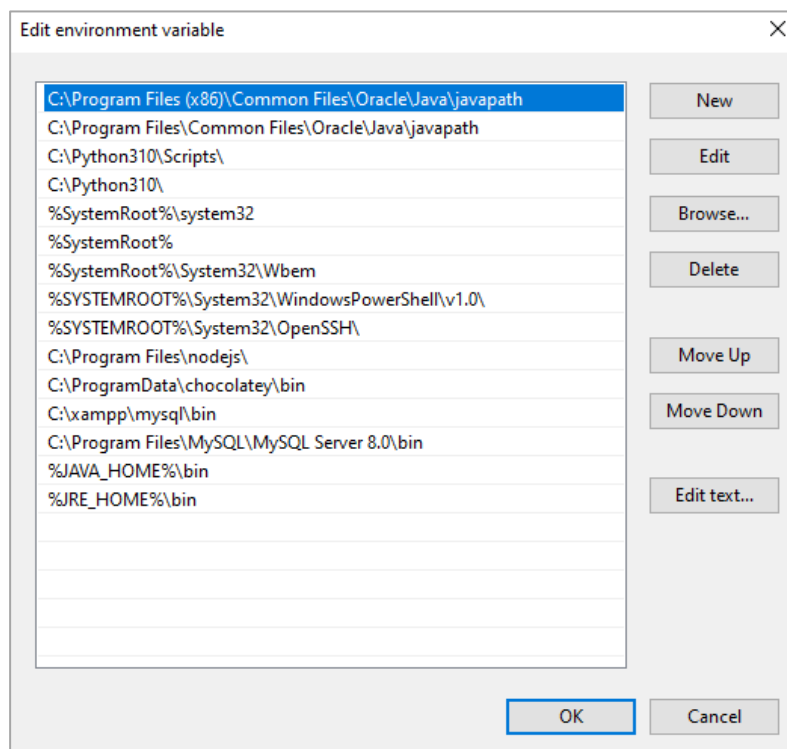 Edit environment variable
C:\Program Files (x86)\Common Files\Oracle\Java\javapath
C:\Program Files\Common Files\Oracle\Java\javapath
C:\Python310\Scripts\
C:\Python310\
%SystemRoot%\system32
%SystemRoot%
%SystemRoot%\System32\Wbem
%SYSTEMROOT%\System32\WindowsPowerShell\v1.0\
%SYSTEMROOT%\System32\OpenSSH\
C:\Program Files\nodejs\
C:\ProgramData\chocolatey\bin
C:\xampp\mysql\bin
C:\Program Files\MySQL\MySQL Server 8.0\bin
%JAVA_HOME%\bin
%JRE_HOME%\bin
New
Edit
Browse...
Delete
Move Up
Move Down
Edit text...
OK
Cancel